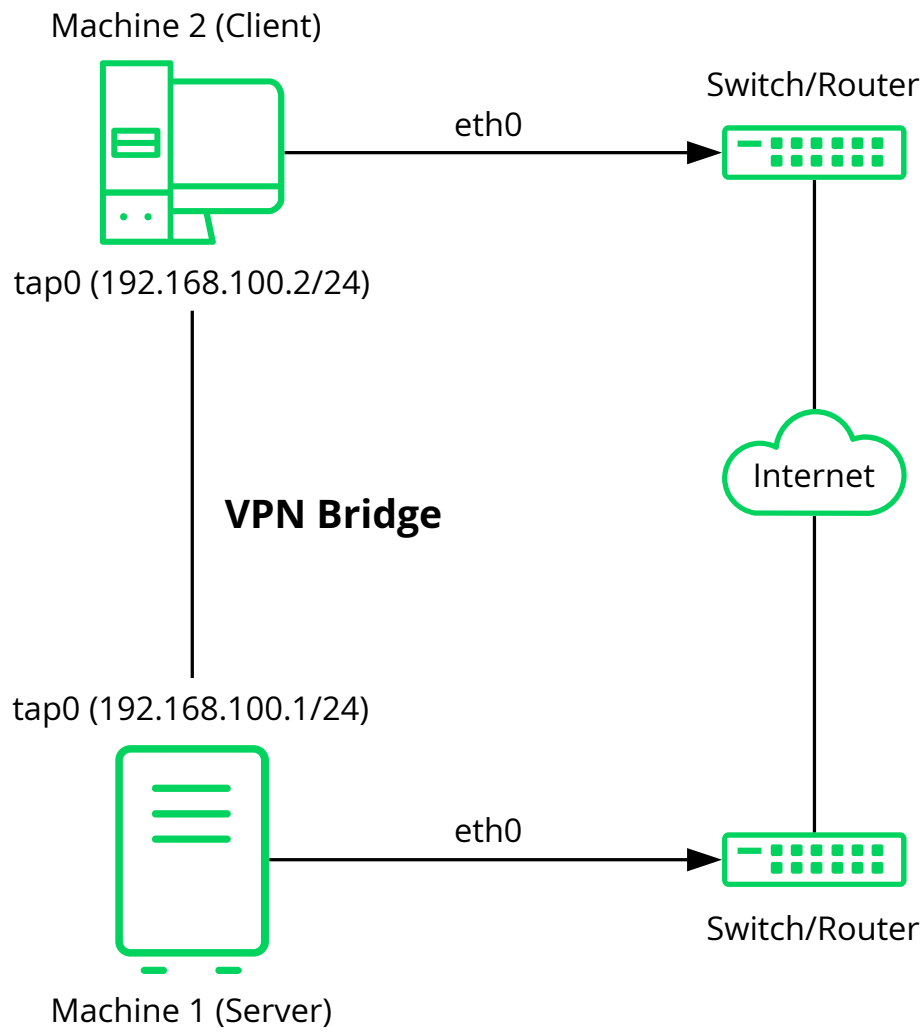 Machine 2 (Client)
Switch/Router
eth0
tap0 (192.168.100.2/24)
Internet
VPN Bridge
tap0 (192.168.100.1/24)
eth0
Switch/Router
Machine 1 (Server)